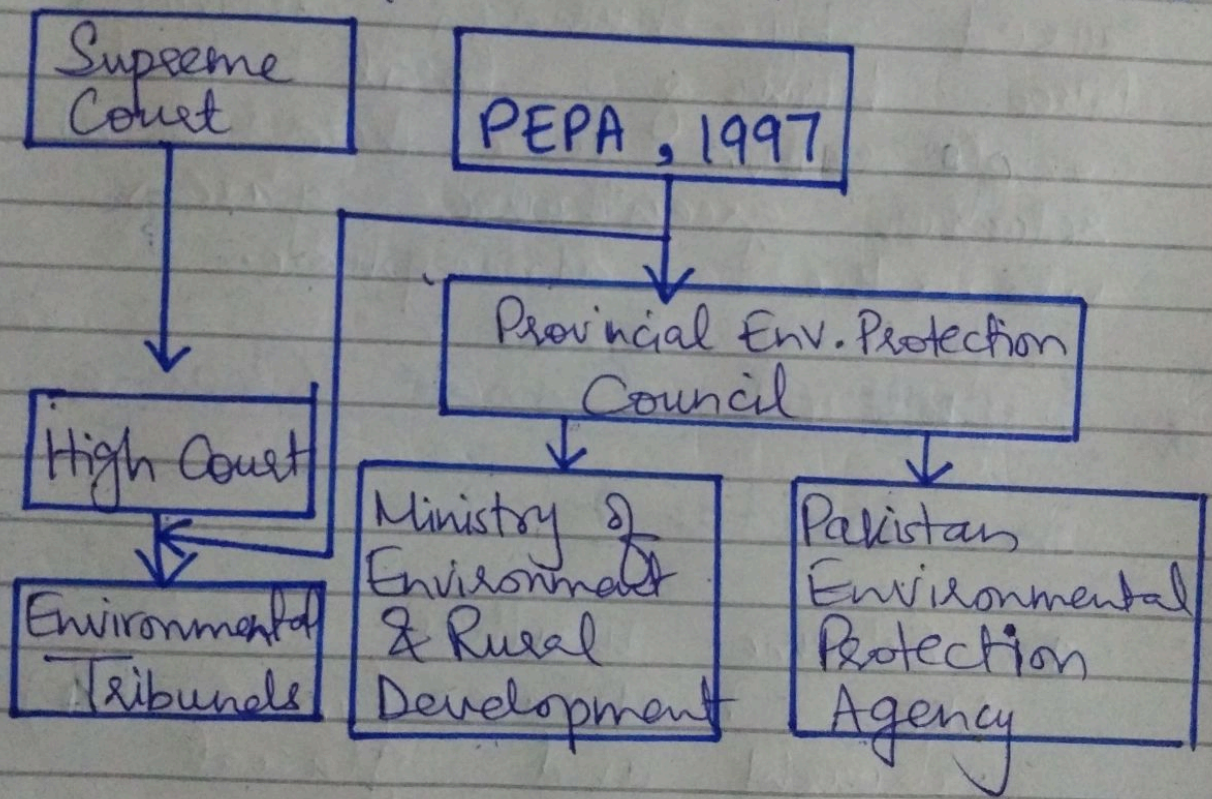 Supreme
Court
PEPA, 1997
Provincial Env. Protection
Council
High Court
Ministry of
Environment
& Rural
Development
Pakistan
Environmental
Protection
Agency
Environmental
Tribunals